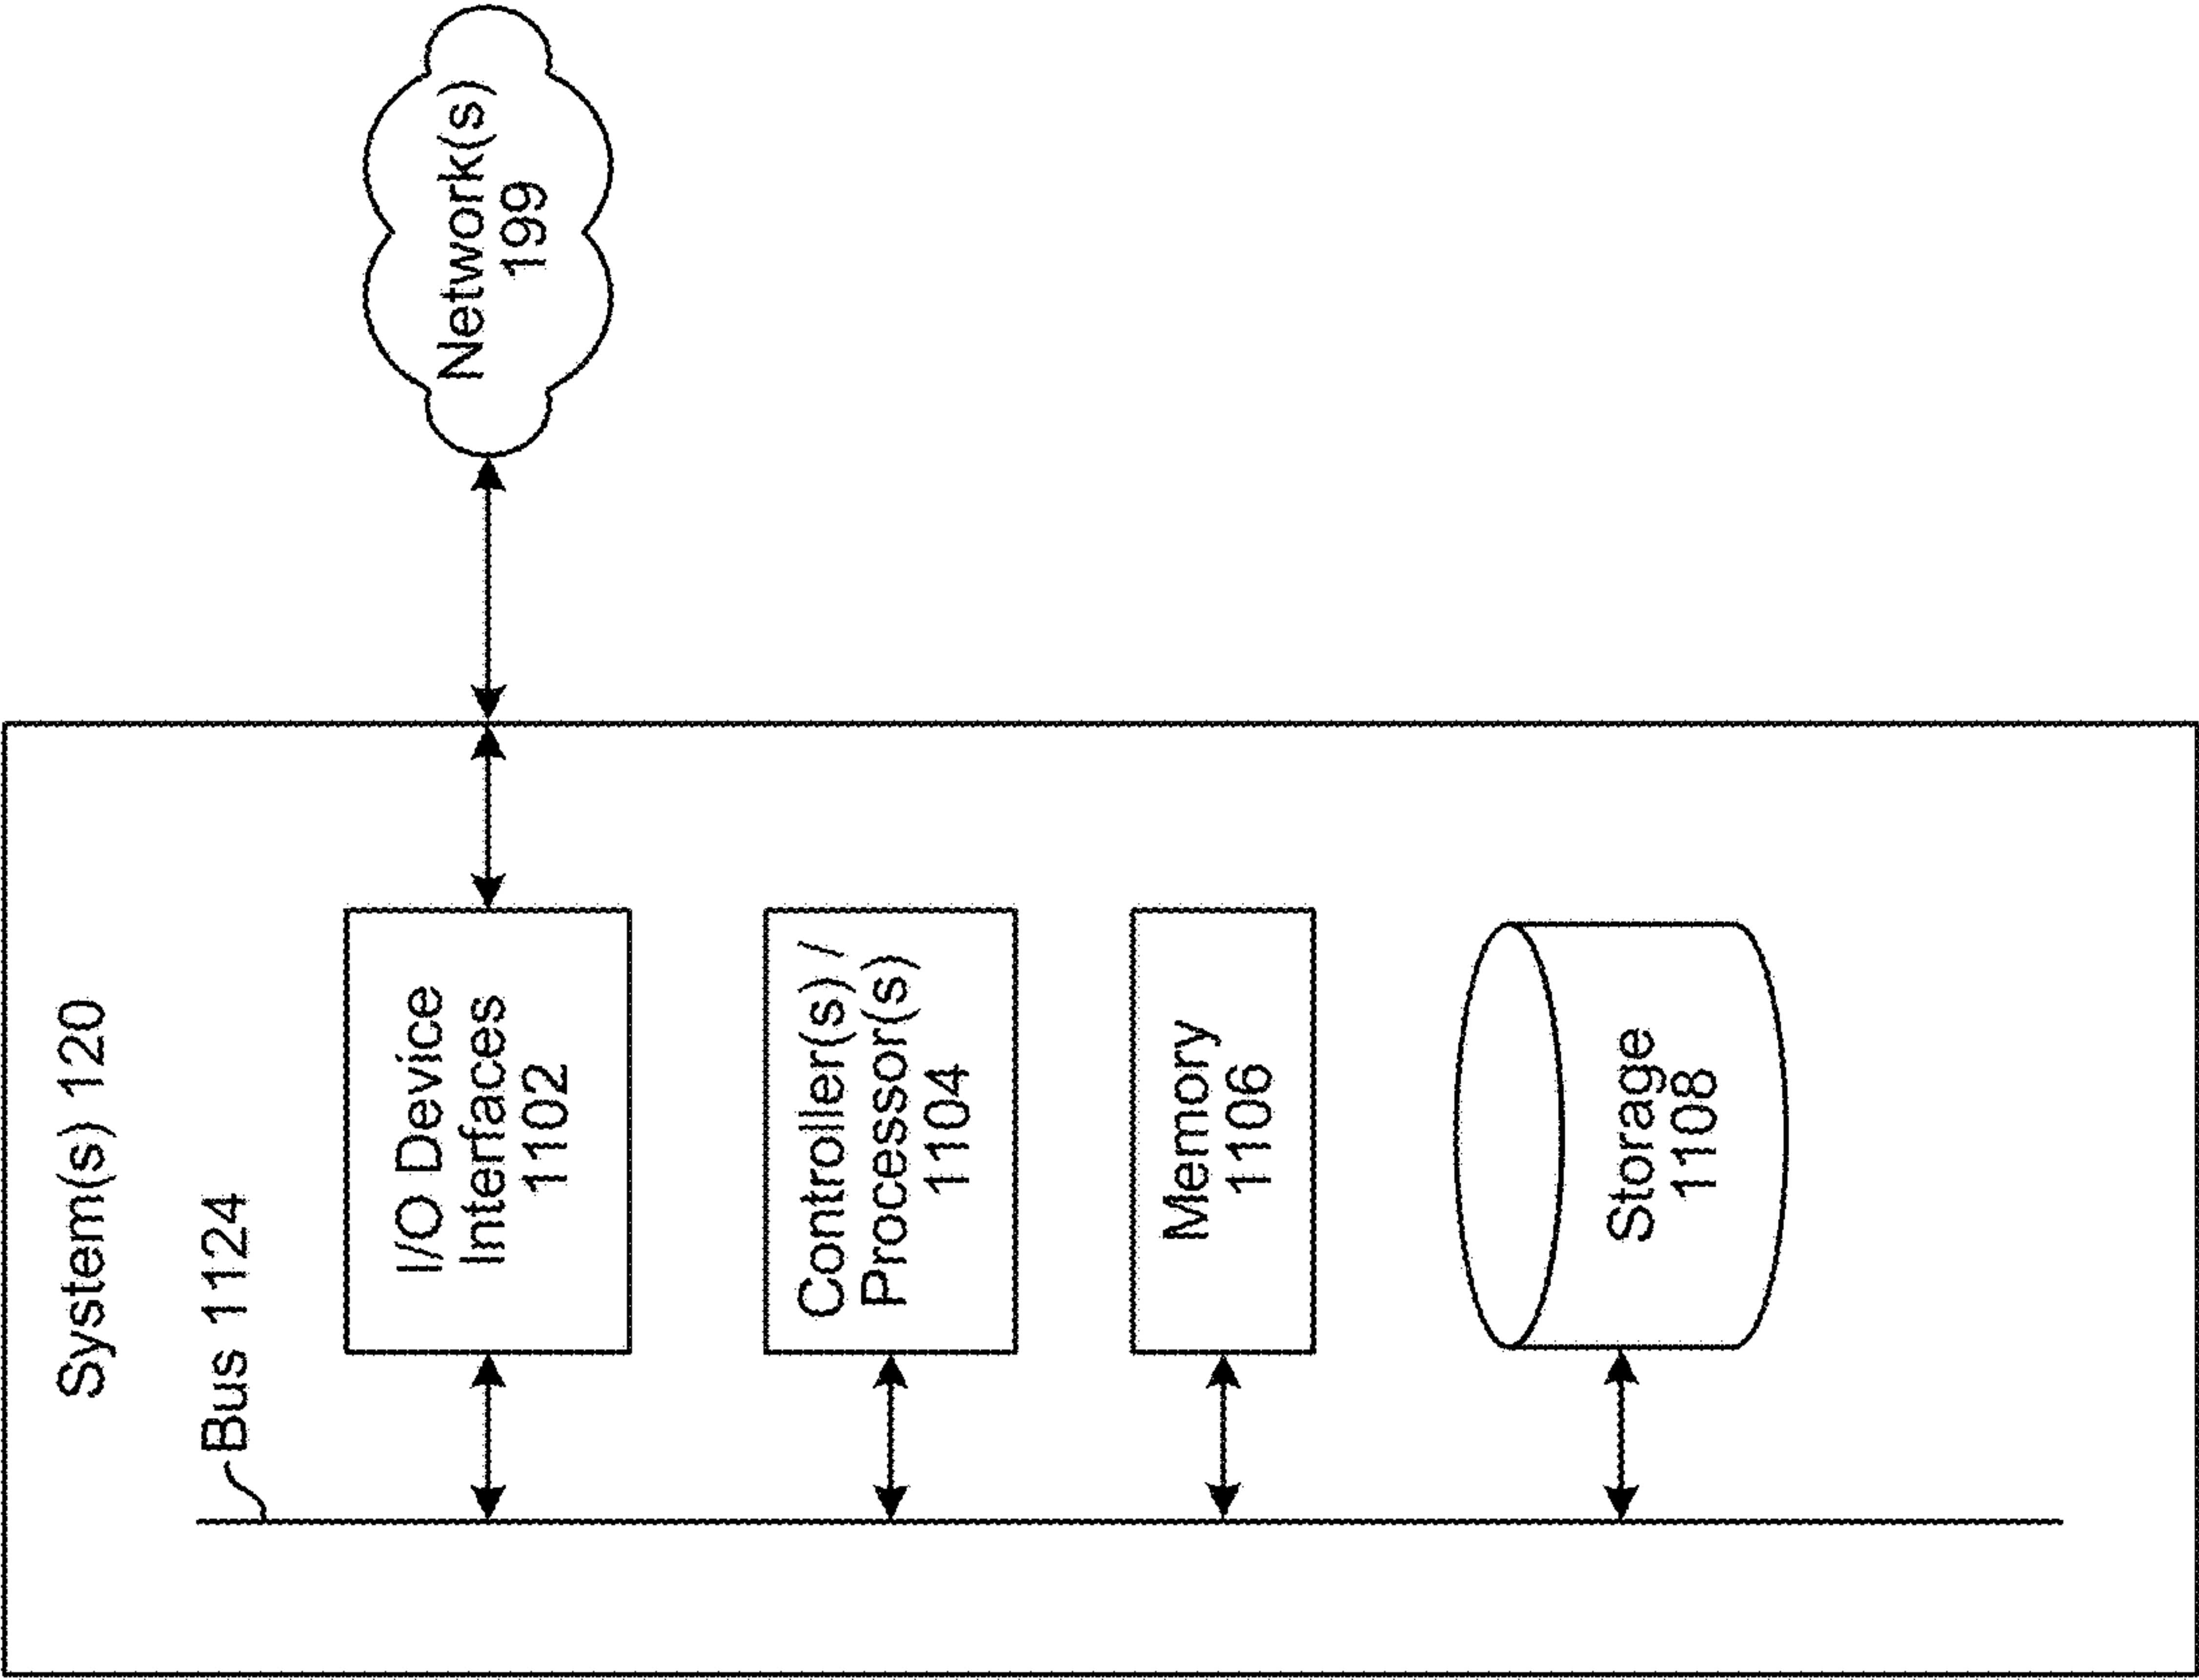 System(s) 120
Bus 1124
I/O Device
Interfaces
1102
Network(s)
199
Controller(s) /
Processor(s)
1104
Memory
1106
Storage
1108